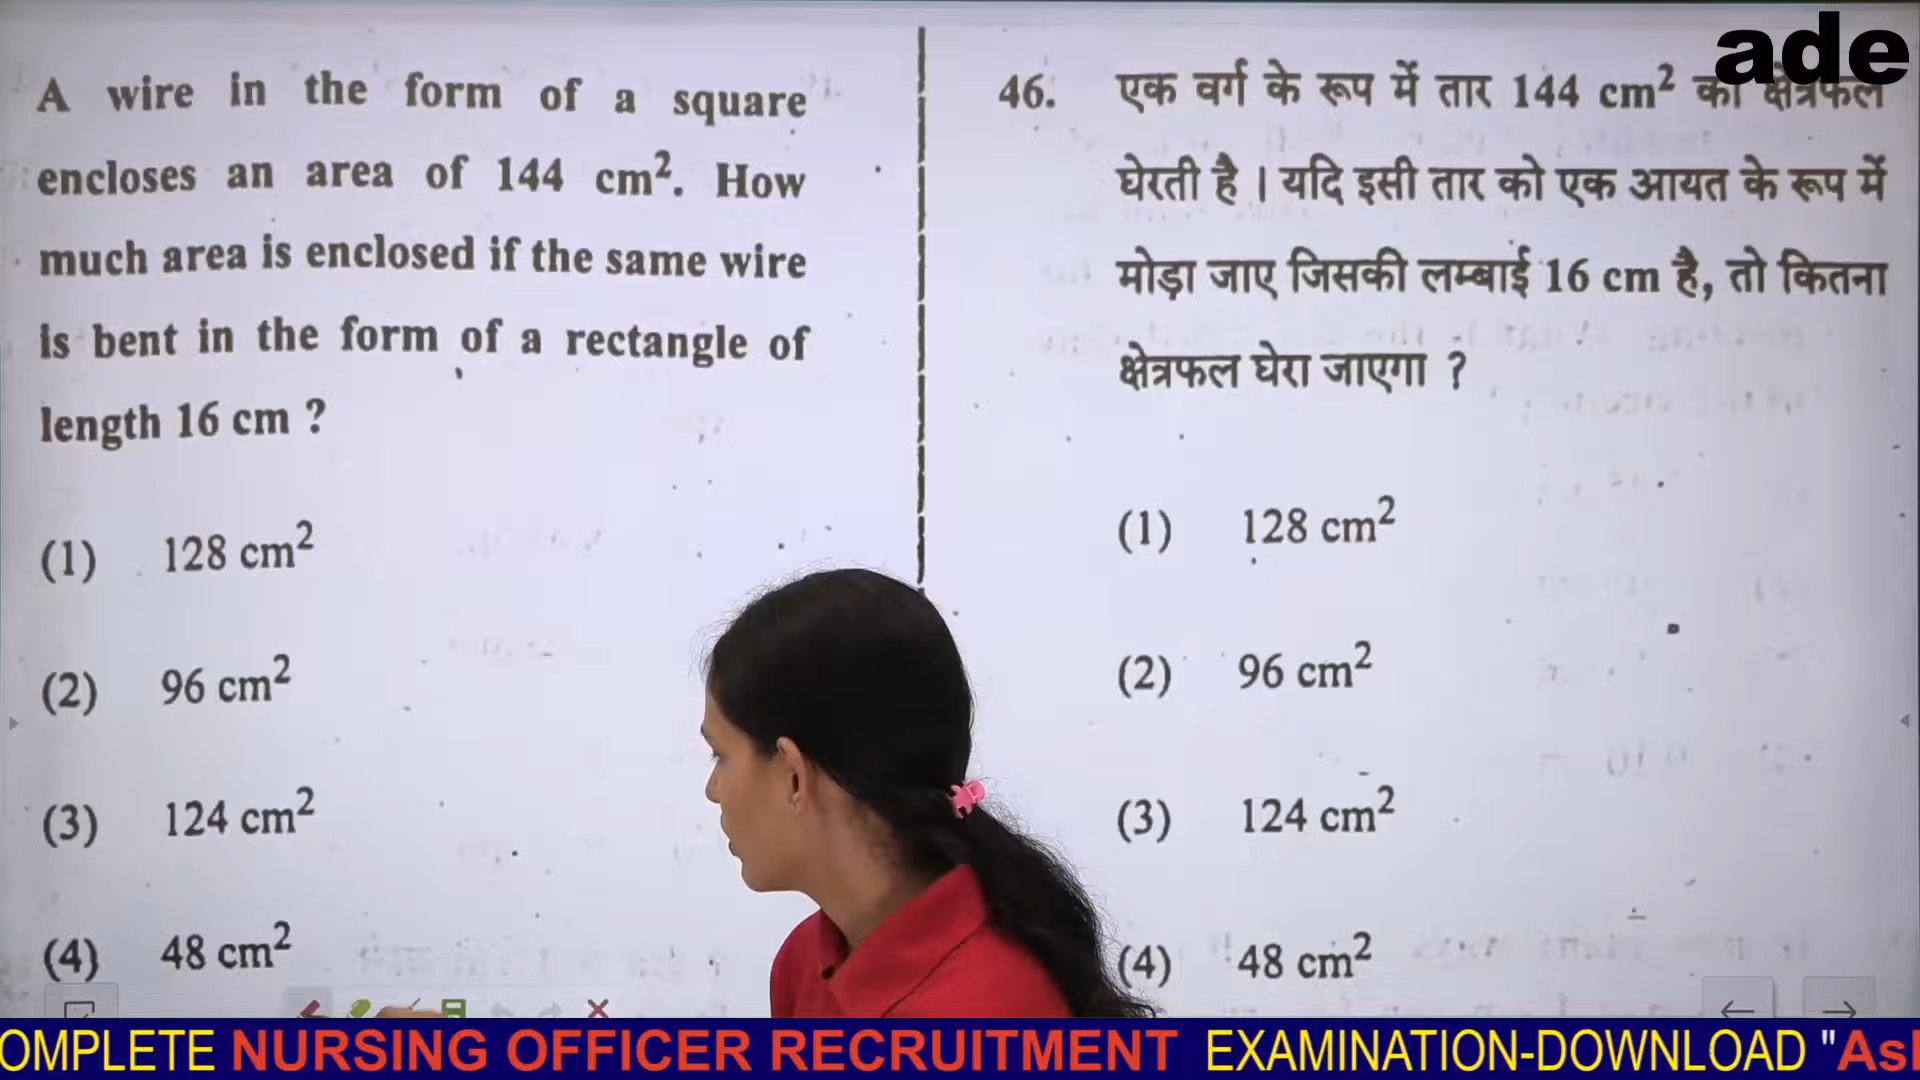 ade
A wire in the form of a square
encloses an area of 144 cm². How
much area is enclosed if the same wire
is bent in the form of a rectangle of
length 16 cm ?
(1) 128 cm²
(2) 96 cm²
(3) 124 cm²
(4) 48 cm²
46. एक वर्ग के रूप में तार 144 cm² का क्षेत्रफल
घेरती है । यदि इसी तार को एक आयत के रूप में
मोड़ा जाए जिसकी लम्बाई 16 cm है, तो कितना
क्षेत्रफल घेरा जाएगा ?
(1) 128 cm²
(2) 96 cm²
(3) 124 cm²
(4) 48 cm²
OMPLETE NURSING OFFICER RECRUITMENT EXAMINATION-DOWNLOAD "Asl